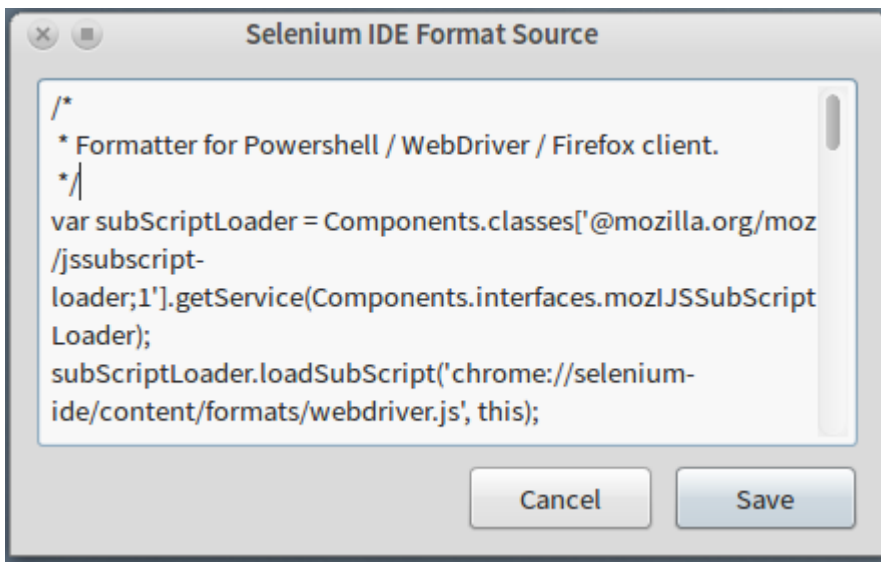 Selenium IDE Format Source
/*
 * Formatter for Powershell / WebDriver / Firefox client.
 */
var subScriptLoader = Components.classes['@mozilla.org/moz
/jssubscript-
loader;1'].getService(Components.interfaces.mozIJSSubScript
Loader);
subScriptLoader.loadSubScript('chrome://selenium-
ide/content/formats/webdriver.js', this);
Cancel Save